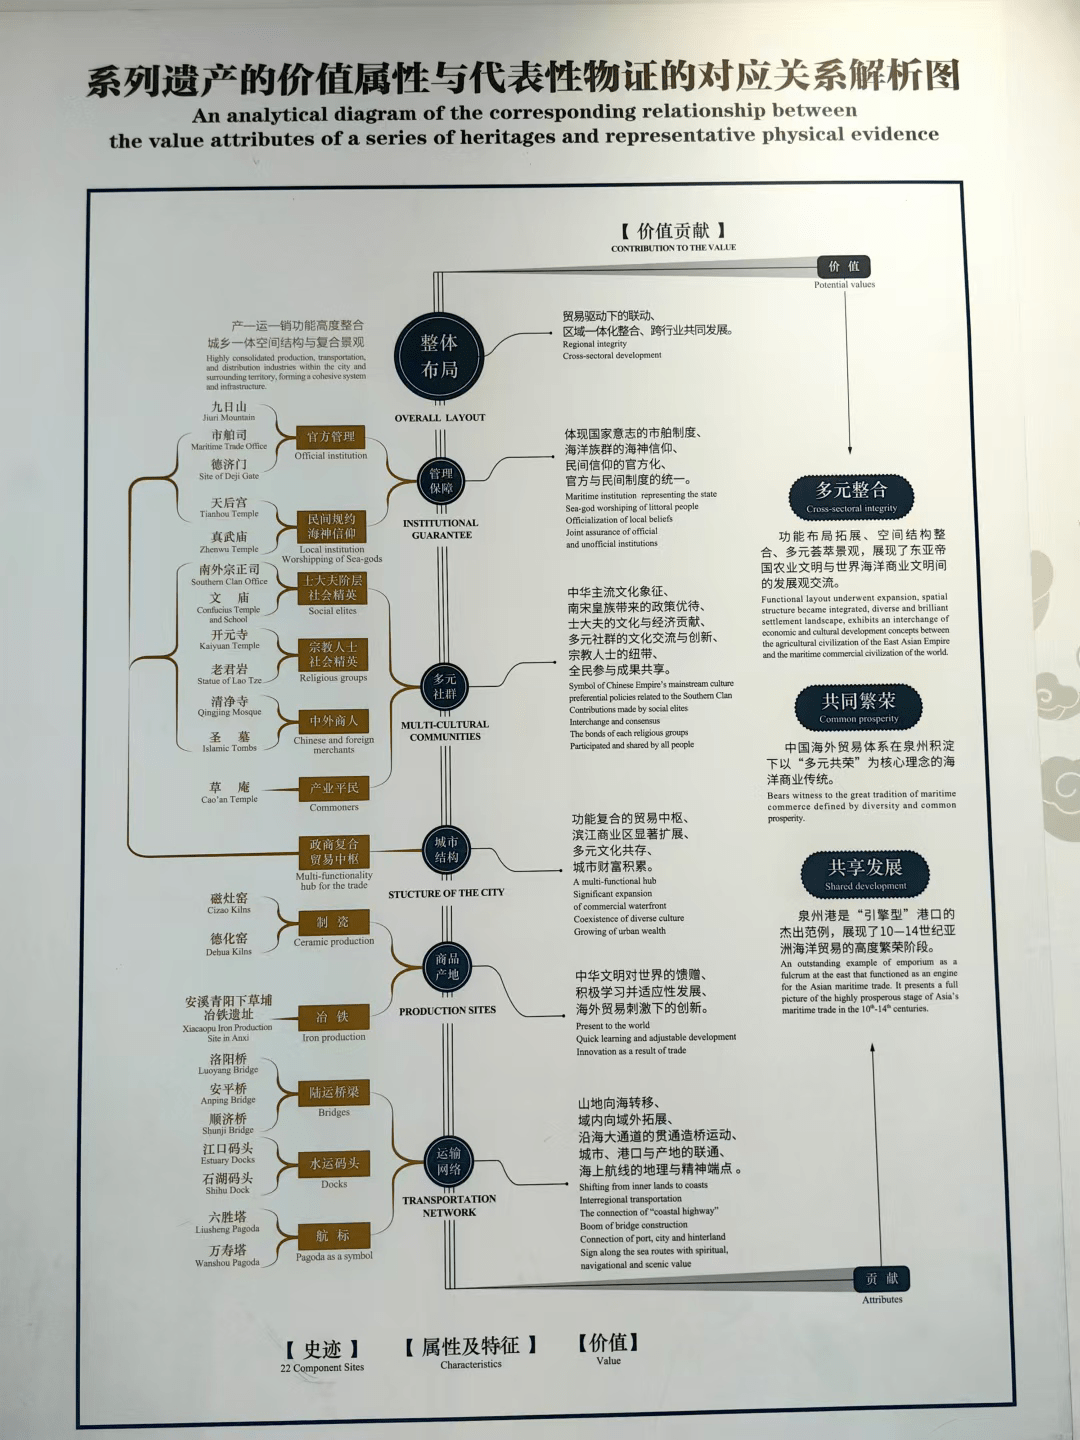 系列遗产的价值属性与代表性物证的对应关系解析图
An analytical diagram of the corresponding relationship between
the value attributes of a series of heritages and representative physical evidence
【 价值贡献 】
CONTRIBUTION TO THE VALUE
价 值
Potential values
产—运—销功能高度整合
城乡一体空间结构与复合景观
Highly consolidated production, transportation,
and distribution industries within the city and
surrounding territory, forming a cohesive system
and infrastructure.
整体
布局
OVERALL LAYOUT
贸易驱动下的联动、
区域一体化整合、跨行业共同发展。
Regional integrity
Cross-sectoral development
九日山
Jiuri Mountain
市舶司
Maritime Trade Office
德济门
Site of Deji Gate
官方管理
Official institution
天后宫
Tianhou Temple
真武庙
Zhenwu Temple
民间规约
海神信仰
Local institution
Worshipping of Sea-gods
管理
保障
INSTITUTIONAL
GUARANTEE
体现国家意志的市舶制度、
海洋族群的海神信仰、
民间信仰的官方化、
官方与民间制度的统一。
Maritime institution representing the state
Sea-god worshiping of littoral people
Officialization of local beliefs
Joint assurance of official
and unofficial institutions
南外宗正司
Southern Clan Office
文 庙
Confucius Temple
and School
士大夫阶层
社会精英
Social elites
开元寺
Kaiyuan Temple
老君岩
Statue of Lao Tze
宗教人士
社会精英
Religious groups
清净寺
Qingjing Mosque
圣 墓
Islamic Tombs
中外商人
Chinese and foreign
merchants
草 庵
Cao'an Temple
产业平民
Commoners
多元
社群
MULTI-CULTURAL
COMMUNITIES
中华主流文化象征、
南宋皇族带来的政策优待、
士大夫的文化与经济贡献、
多元社群的文化交流与创新、
宗教人士的纽带、
全民参与成果共享。
Symbol of Chinese Empire's mainstream culture
preferential policies related to the Southern Clan
Contributions made by social elites
Interchange and consensus
The bonds of each religious groups
Participated and shared by all people
政商复合
贸易中枢
Multi-functionality
hub for the trade
城市
结构
STUCTURE OF THE CITY
功能复合的贸易中枢、
滨江商业区显著扩展、
多元文化共存、
城市财富积累。
A multi-functional hub
Significant expansion
of commercial waterfront
Coexistence of diverse culture
Growing of urban wealth
磁灶窑
Cizao Kilns
德化窑
Dehua Kilns
制 瓷
Ceramic production
安溪青阳下草埔
冶铁遗址
Xiacaopu Iron Production
Site in Anxi
冶 铁
Iron production
商品
产地
PRODUCTION SITES
中华文明对世界的馈赠、
积极学习并适应性发展、
海外贸易刺激下的创新。
Present to the world
Quick learning and adjustable development
Innovation as a result of trade
洛阳桥
Luoyang Bridge
安平桥
Anping Bridge
顺济桥
Shunji Bridge
陆运桥梁
Bridges
江口码头
Estuary Docks
石湖码头
Shihu Dock
水运码头
Docks
六胜塔
Liusheng Pagoda
万寿塔
Wanshou Pagoda
航 标
Pagoda as a symbol
运输
网络
TRANSPORTATION
NETWORK
山地向海转移、
域内向域外拓展、
沿海大通道的贯通造桥运动、
城市、港口与产地的联通、
海上航线的地理与精神端点 。
Shifting from inner lands to coasts
Interregional transportation
The connection of “coastal highway”
Boom of bridge construction
Connection of port, city and hinterland
Sign along the sea routes with spiritual,
navigational and scenic value
多元整合
Cross-sectoral integrity
功能布局拓展、空间结构整
合、多元荟萃景观，展现了东亚帝
国农业文明与世界海洋商业文明间
的发展观交流。
Functional layout underwent expansion, spatial
structure became integrated, diverse and brilliant
settlement landscape, exhibits an interchange of
economic and cultural development concepts between
the agricultural civilization of the East Asian Empire
and the maritime commercial civilization of the world.
共同繁荣
Common prosperity
中国海外贸易体系在泉州积淀
下以“多元共荣”为核心理念的海
洋商业传统。
Bears witness to the great tradition of maritime
commerce defined by diversity and common
prosperity.
共享发展
Shared development
泉州港是“引擎型”港口的
杰出范例，展现了10—14世纪亚
洲海洋贸易的高度繁荣阶段。
An outstanding example of emporium as a
fulcrum at the east that functioned as an engine
for the Asian maritime trade. It presents a full
picture of the highly prosperous stage of Asia's
maritime trade in the 10th-14th centuries.
贡 献
Attributes
【 史迹 】
22 Component Sites
【 属性及特征 】
Characteristics
【价值】
Value